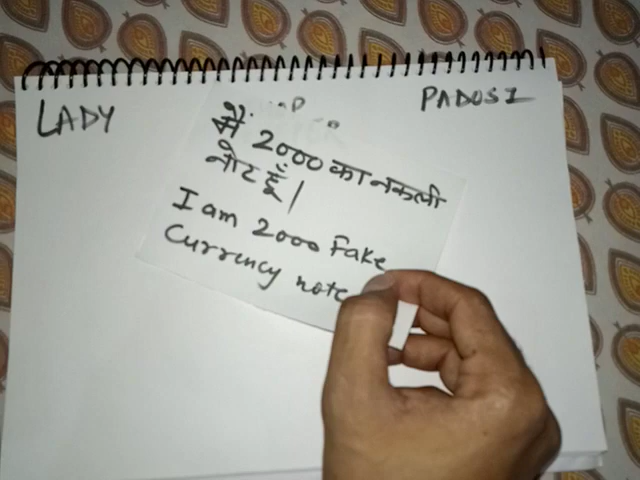 LADY
PADOSI
मैं 2000 का नकली
नोट हूँ।
I am 2000 Fake
Currency note